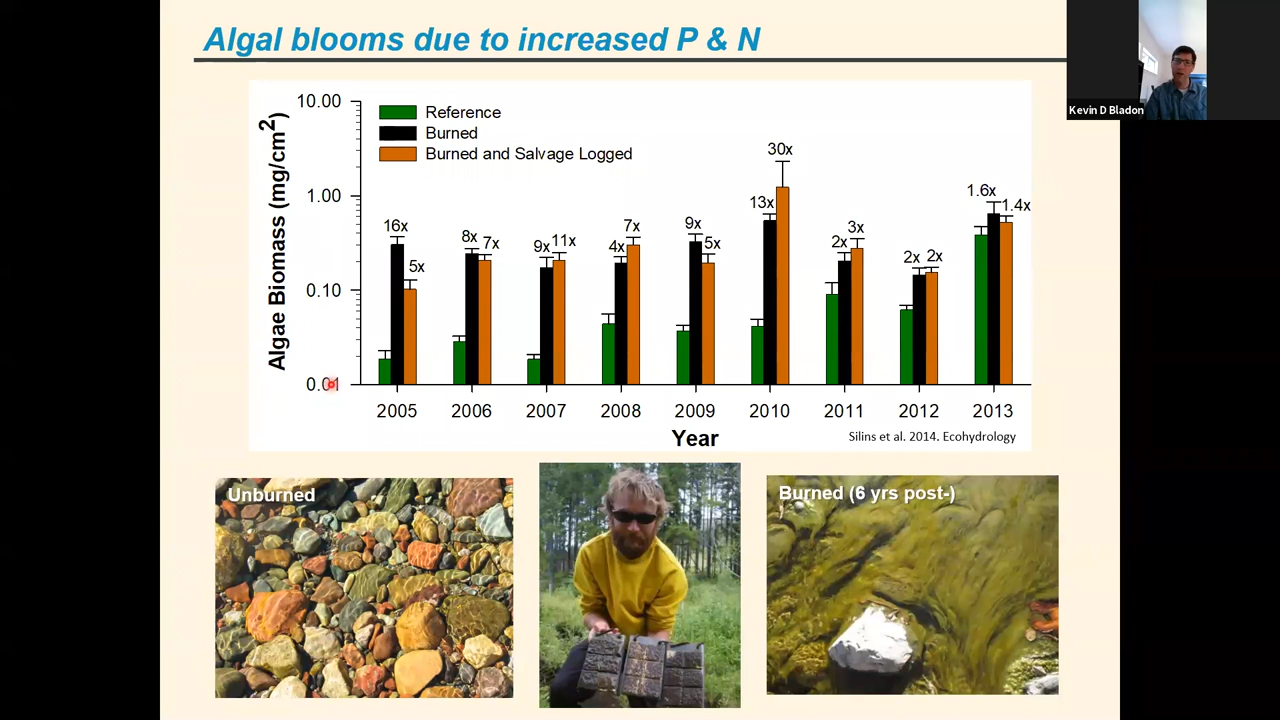 Algal blooms due to increased P & N
Kevin D Bladon
Algae Biomass (mg/cm²)
10.00
1.00
0.10
0.01
Reference
Burned
Burned and Salvage Logged
16x
5x
8x
7x
9x
11x
4x
7x
9x
5x
13x
30x
2x
3x
2x
2x
1.6x
1.4x
2005 2006 2007 2008 2009 2010 2011 2012 2013
Year
Silins et al. 2014. Ecohydrology
Unburned
Burned (6 yrs post-)